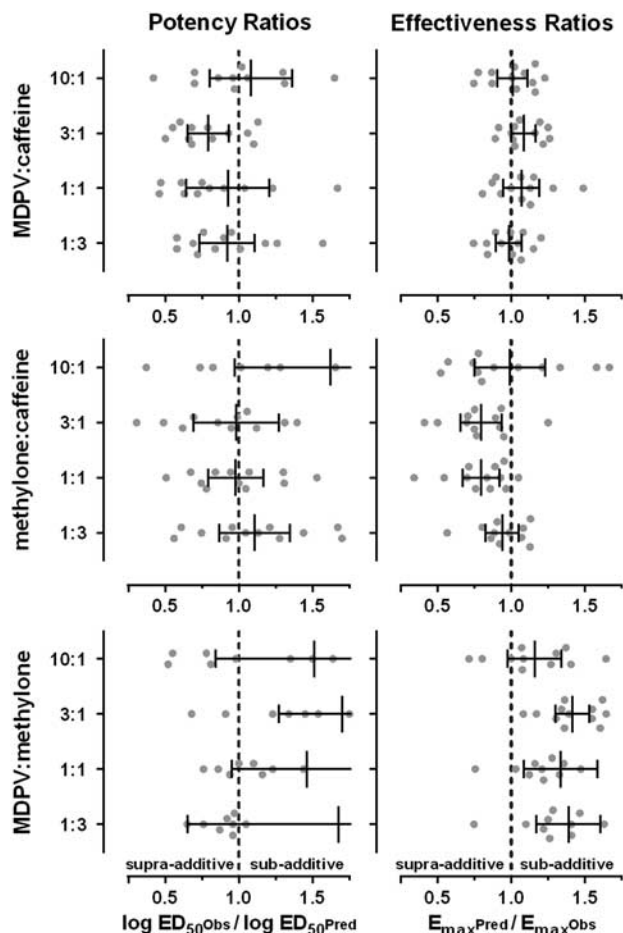 Potency Ratios Effectiveness Ratios
MDPV:caffeine
10:1
3:1
1:1
1:3
0.5 1.0 1.5 0.5 1.0 1.5
methylone:caffeine
10:1
3:1
1:1
1:3
0.5 1.0 1.5 0.5 1.0 1.5
MDPV:methylone
10:1
3:1
1:1
1:3
supra-additive sub-additive supra-additive sub-additive
0.5 1.0 1.5 0.5 1.0 1.5
log ED50Obs / log ED50Pred EmaxPred / EmaxObs